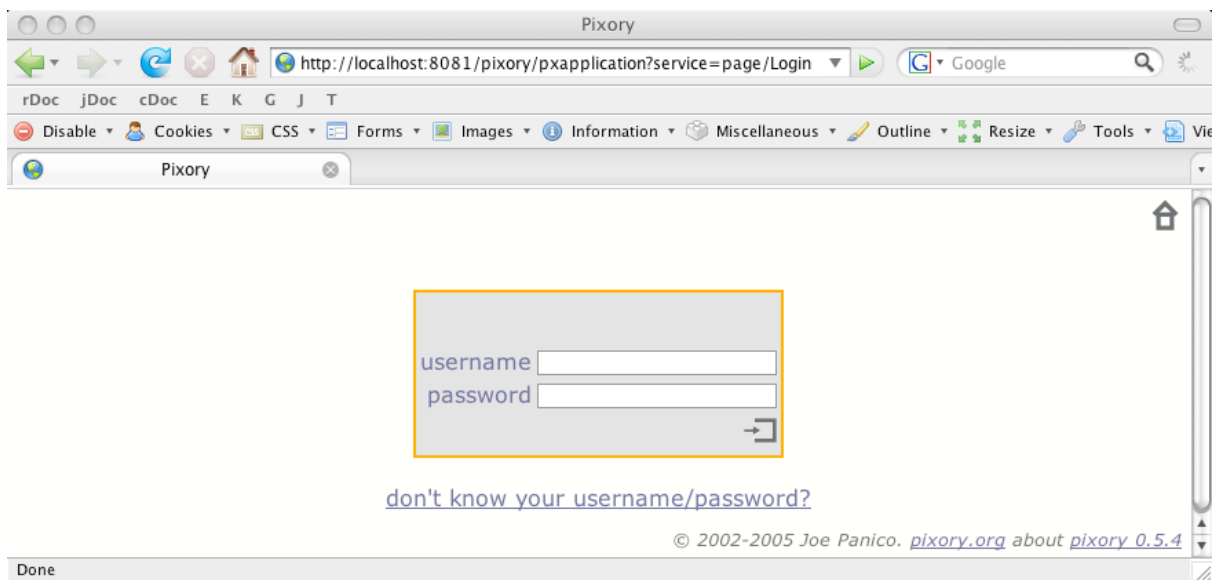 Pixory
http://localhost:8081/pixory/pxapplication?service=page/Login
G Google
rDoc jDoc cDoc E K G J T
Disable Cookies CSS Forms Images Information Miscellaneous Outline Resize Tools Vie
Pixory
username
password
don't know your username/password?
© 2002-2005 Joe Panico. pixory.org about pixory 0.5.4
Done